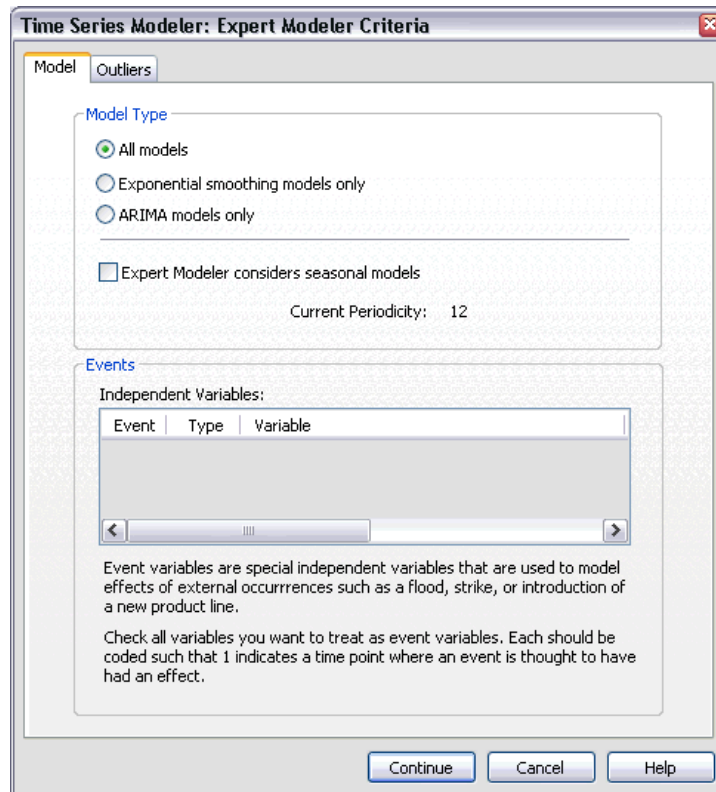 Time Series Modeler: Expert Modeler Criteria
Model Outliers
Model Type
All models
Exponential smoothing models only
ARIMA models only
Expert Modeler considers seasonal models
Current Periodicity: 12
Events
Independent Variables:
Event Type Variable
Event variables are special independent variables that are used to model
effects of external occurrrences such as a flood, strike, or introduction of
a new product line.
Check all variables you want to treat as event variables. Each should be
coded such that 1 indicates a time point where an event is thought to have
had an effect.
Continue Cancel Help